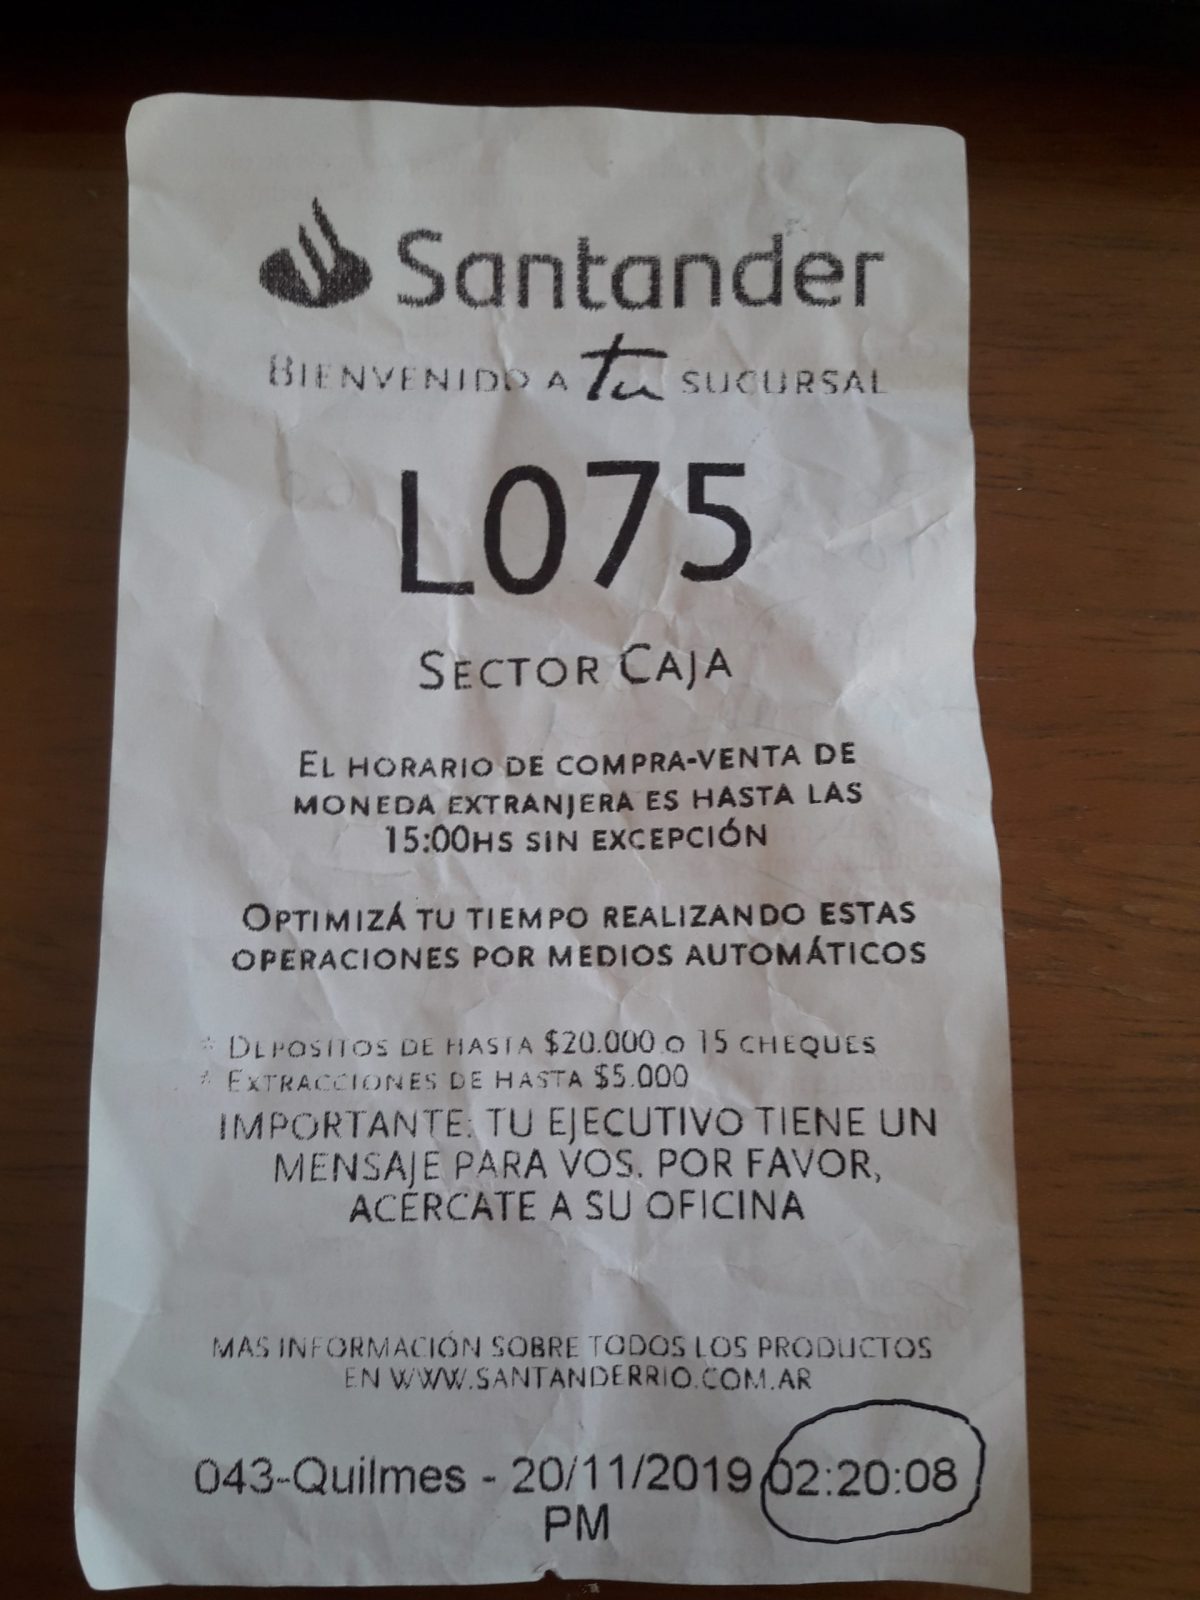 Santander
BIENVENIDO A tu SUCURSAL
L075
SECTOR CAJA
EL HORARIO DE COMPRA-VENTA DE
MONEDA EXTRANJERA ES HASTA LAS
15:00HS SIN EXCEPCIÓN
OPTIMIZÁ TU TIEMPO REALIZANDO ESTAS
OPERACIONES POR MEDIOS AUTOMÁTICOS
* DEPOSITOS DE HASTA $20.000 O 15 CHEQUES
* EXTRACCIONES DE HASTA $5.000
IMPORTANTE: TU EJECUTIVO TIENE UN
MENSAJE PARA VOS. POR FAVOR,
ACERCATE A SU OFICINA
MAS INFORMACIÓN SOBRE TODOS LOS PRODUCTOS
EN WWW.SANTANDERRIO.COM.AR
043-Quilmes - 20/11/2019 02:20:08
PM